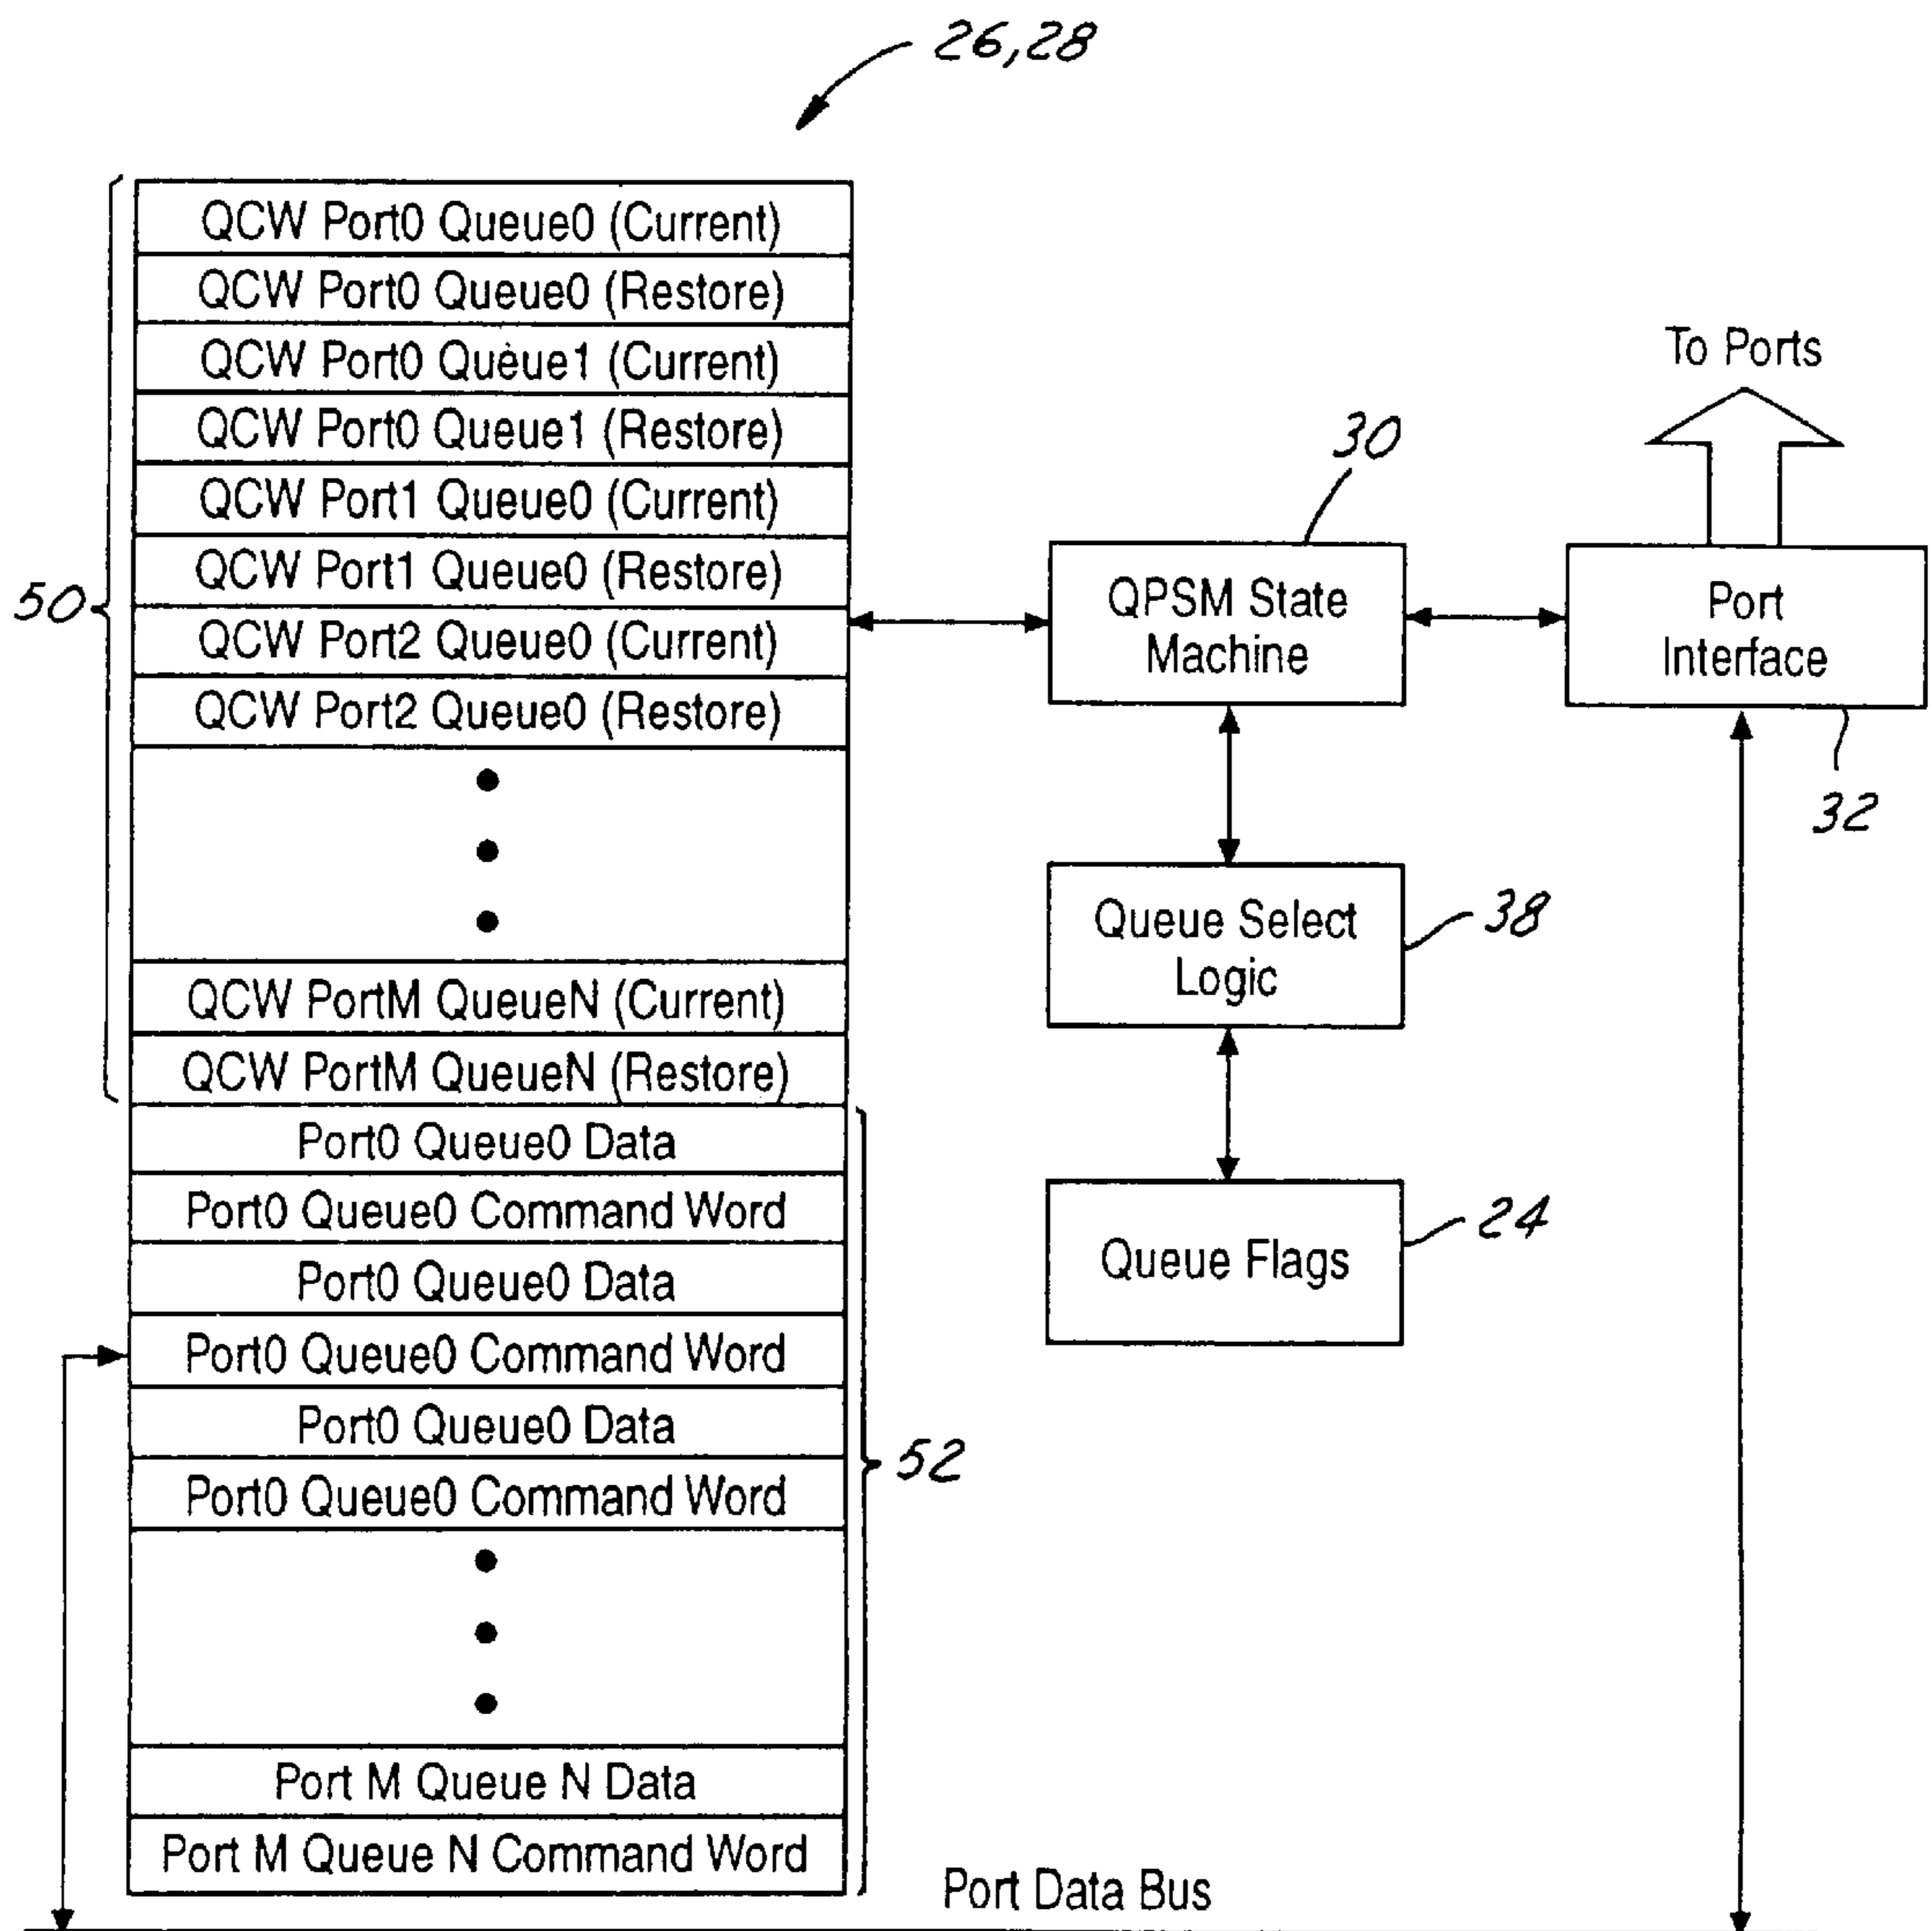 26,28
QCW Port0 Queue0 (Current)
QCW Port0 Queue0 (Restore)
QCW Port0 Queue1 (Current)
QCW Port0 Queue1 (Restore)
QCW Port1 Queue0 (Current)
QCW Port1 Queue0 (Restore)
QCW Port2 Queue0 (Current)
QCW Port2 Queue0 (Restore)
QCW PortM QueueN (Current)
QCW PortM QueueN (Restore)
50
Port0 Queue0 Data
Port0 Queue0 Command Word
Port0 Queue0 Data
Port0 Queue0 Command Word
Port0 Queue0 Data
Port0 Queue0 Command Word
Port M Queue N Data
Port M Queue N Command Word
52
30
QPSM State
Machine
To Ports
Port
Interface
32
Queue Select
Logic
38
Queue Flags
24
Port Data Bus